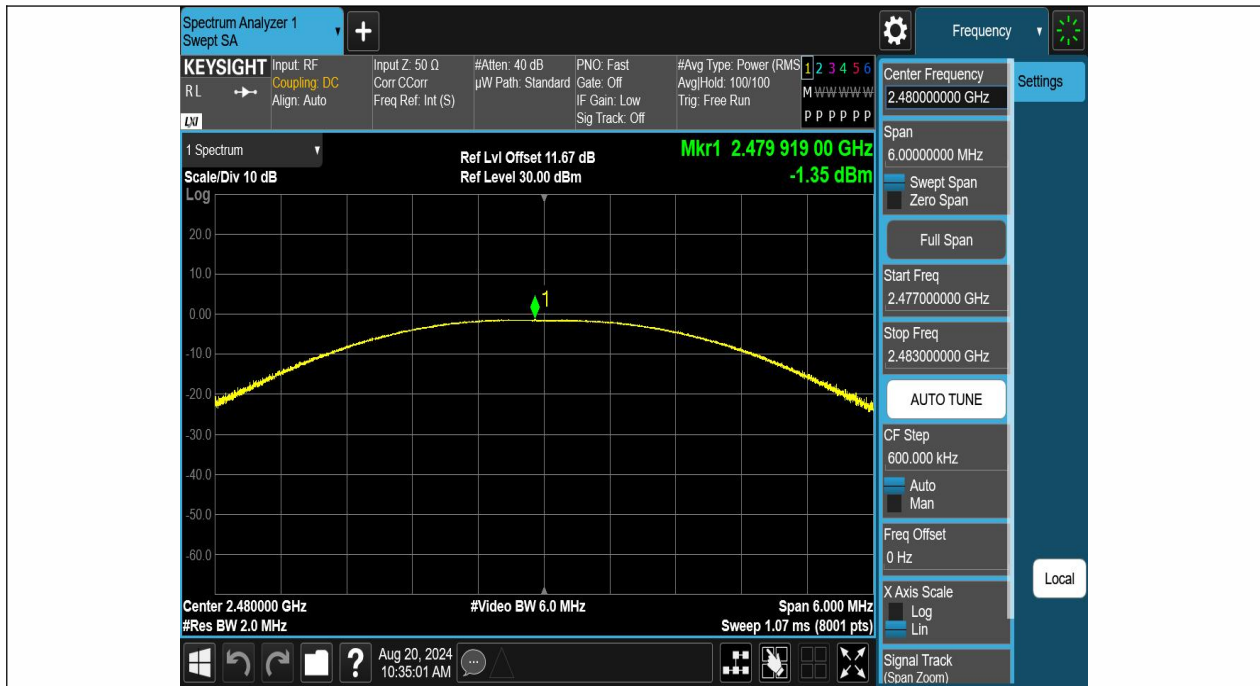 Spectrum Analyzer 1
Swept SA
+
Frequency
KEYSIGHT
RL
LXI
Input: RF
Coupling: DC
Align: Auto
Input Z: 50 Ω
Corr CCorr
Freq Ref: Int (S)
#Atten: 40 dB
µW Path: Standard
PNO: Fast
Gate: Off
IF Gain: Low
Sig Track: Off
#Avg Type: Power (RMS
Avg|Hold: 100/100
Trig: Free Run
1 2 3 4 5 6
M W W W W W
P P P P P P
1 Spectrum
Scale/Div 10 dB
Log
Ref Lvl Offset 11.67 dB
Ref Level 30.00 dBm
Mkr1 2.479 919 00 GHz
-1.35 dBm
20.0
10.0
0.00
-10.0
-20.0
-30.0
-40.0
-50.0
-60.0
1
Center 2.480000 GHz
#Video BW 6.0 MHz
Span 6.000 MHz
#Res BW 2.0 MHz
Sweep 1.07 ms (8001 pts)
?
Aug 20, 2024
10:35:01 AM
Center Frequency
2.480000000 GHz
Settings
Span
6.00000000 MHz
Swept Span
Zero Span
Full Span
Start Freq
2.477000000 GHz
Stop Freq
2.483000000 GHz
AUTO TUNE
CF Step
600.000 kHz
Auto
Man
Freq Offset
0 Hz
X Axis Scale
Log
Lin
Signal Track
(Span Zoom)
Local